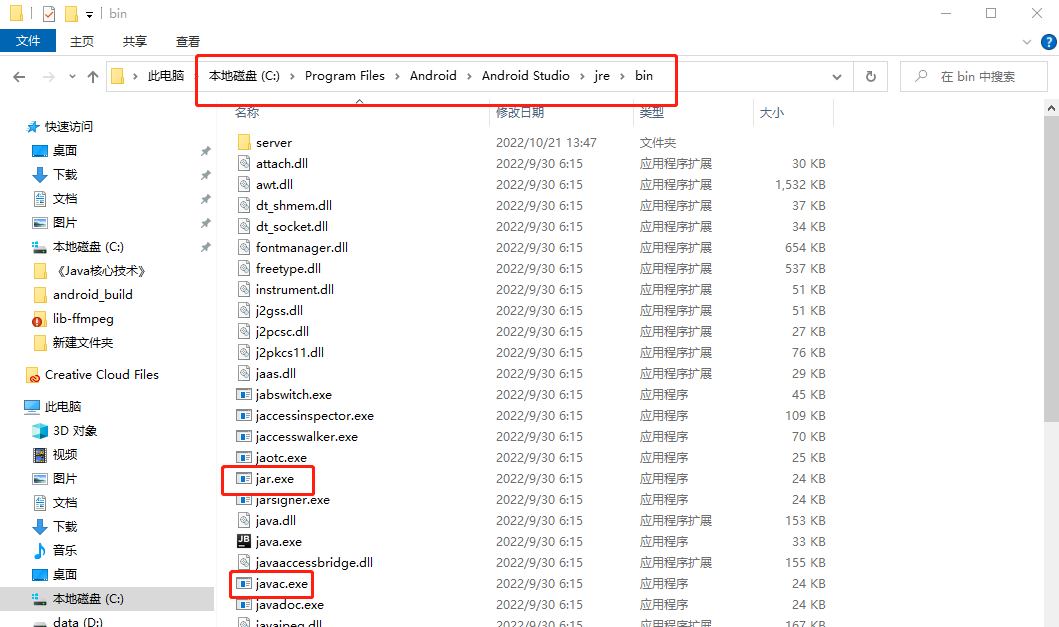 bin
文件 主页 共享 查看
此电脑 本地磁盘 (C:) Program Files Android Android Studio jre bin 在 bin 中搜索
名称 修改日期 类型 大小
快速访问
桌面
下载
文档
图片
本地磁盘 (C:)
《Java核心技术》
android_build
lib-ffmpeg
新建文件夹
Creative Cloud Files
此电脑
3D 对象
视频
图片
文档
下载
音乐
桌面
本地磁盘 (C:)
data (D:)
server 2022/10/21 13:47 文件夹
attach.dll 2022/9/30 6:15 应用程序扩展 30 KB
awt.dll 2022/9/30 6:15 应用程序扩展 1,532 KB
dt_shmem.dll 2022/9/30 6:15 应用程序扩展 37 KB
dt_socket.dll 2022/9/30 6:15 应用程序扩展 34 KB
fontmanager.dll 2022/9/30 6:15 应用程序扩展 654 KB
freetype.dll 2022/9/30 6:15 应用程序扩展 537 KB
instrument.dll 2022/9/30 6:15 应用程序扩展 51 KB
j2gss.dll 2022/9/30 6:15 应用程序扩展 51 KB
j2pcsc.dll 2022/9/30 6:15 应用程序扩展 27 KB
j2pkcs11.dll 2022/9/30 6:15 应用程序扩展 76 KB
jaas.dll 2022/9/30 6:15 应用程序扩展 29 KB
jabswitch.exe 2022/9/30 6:15 应用程序 45 KB
jaccessinspector.exe 2022/9/30 6:15 应用程序 109 KB
jaccesswalker.exe 2022/9/30 6:15 应用程序 70 KB
jaotc.exe 2022/9/30 6:15 应用程序 25 KB
jar.exe 2022/9/30 6:15 应用程序 24 KB
jarsigner.exe 2022/9/30 6:15 应用程序 24 KB
java.dll 2022/9/30 6:15 应用程序扩展 153 KB
java.exe 2022/9/30 6:15 应用程序 33 KB
javaaccessbridge.dll 2022/9/30 6:15 应用程序扩展 155 KB
javac.exe 2022/9/30 6:15 应用程序 24 KB
javadoc.exe 2022/9/30 6:15 应用程序 24 KB
javajpeg.dll 2022/9/30 6:15 应用程序扩展 167 KB